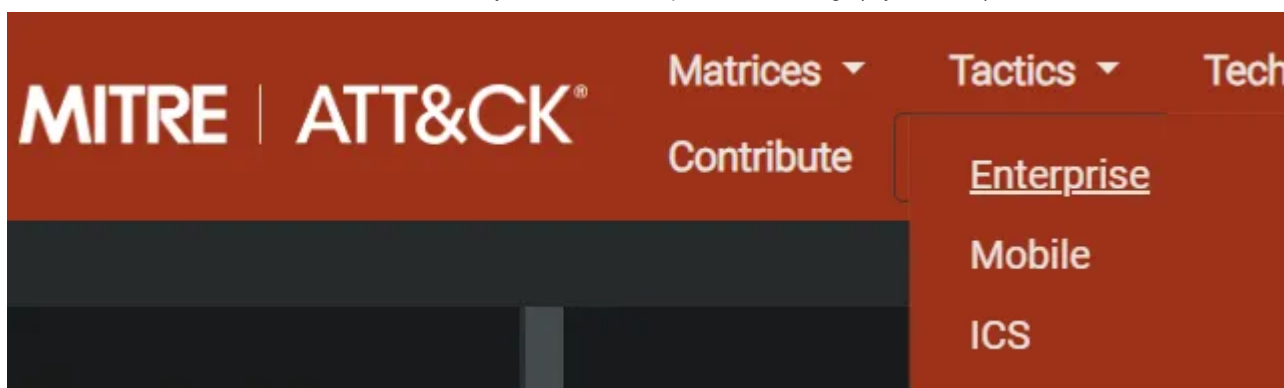 MITRE | ATT&CK®
Matrices Tactics
Contribute
Enterprise
Mobile
ICS